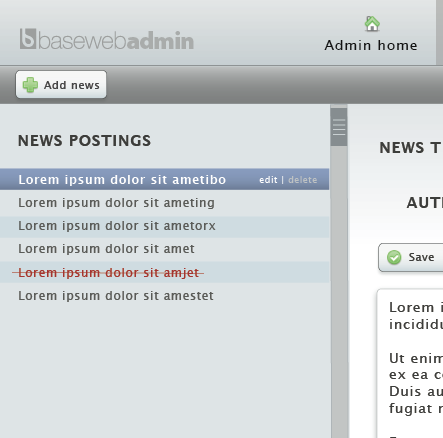 basewebadmin
Admin home
Add news
NEWS POSTINGS
Lorem ipsum dolor sit ametibo edit | delete
Lorem ipsum dolor sit ameting
Lorem ipsum dolor sit ametorx
Lorem ipsum dolor sit amet
Lorem ipsum dolor sit amjet
Lorem ipsum dolor sit amestet
NEWS T
AUT
Save
Lorem i
incididu
Ut enim
ex ea c
Duis au
fugiat r